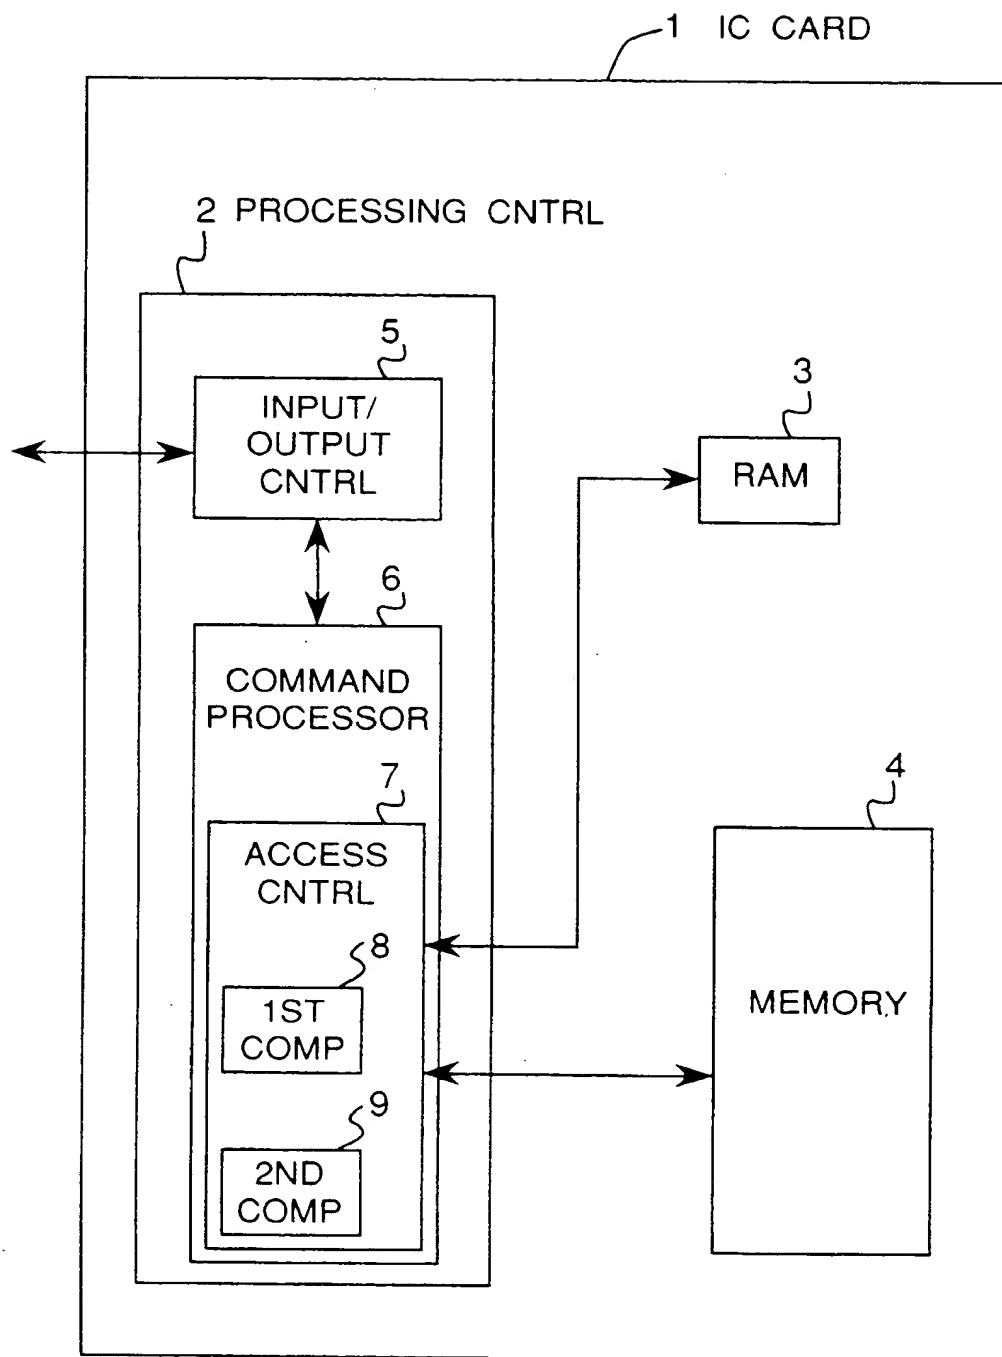 1 IC CARD
2 PROCESSING CNTRL
5
INPUT/
OUTPUT
CNTRL
3
RAM
6
COMMAND
PROCESSOR
7
ACCESS
CNTRL
8
1ST
COMP
9
2ND
COMP
4
MEMORY